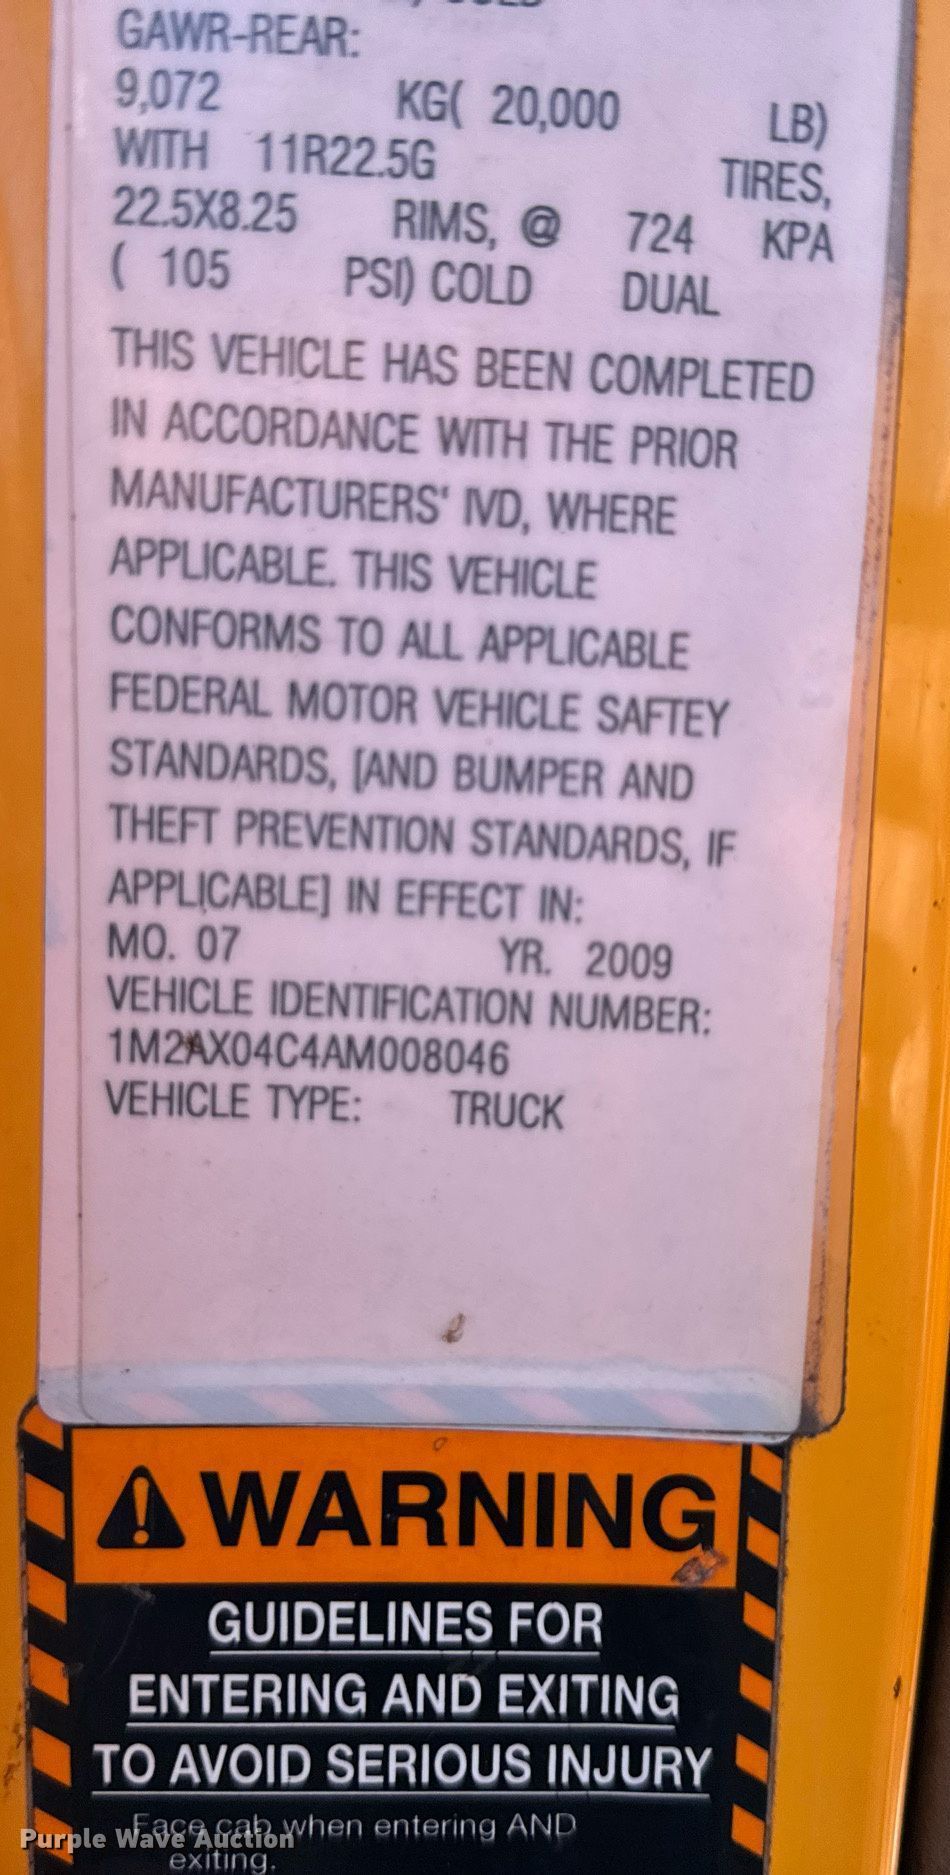 GAWR-REAR:
9,072 KG( 20,000 LB)
WITH 11R22.5G TIRES,
22.5X8.25 RIMS, @ 724 KPA
( 105 PSI) COLD DUAL
THIS VEHICLE HAS BEEN COMPLETED
IN ACCORDANCE WITH THE PRIOR
MANUFACTURERS' IVD, WHERE
APPLICABLE. THIS VEHICLE
CONFORMS TO ALL APPLICABLE
FEDERAL MOTOR VEHICLE SAFTEY
STANDARDS, [AND BUMPER AND
THEFT PREVENTION STANDARDS, IF
APPLICABLE] IN EFFECT IN:
MO. 07 YR. 2009
VEHICLE IDENTIFICATION NUMBER:
1M2AX04C4AM008046
VEHICLE TYPE: TRUCK
WARNING
GUIDELINES FOR
ENTERING AND EXITING
TO AVOID SERIOUS INJURY
Face cab when entering AND
exiting.
Purple Wave Auction